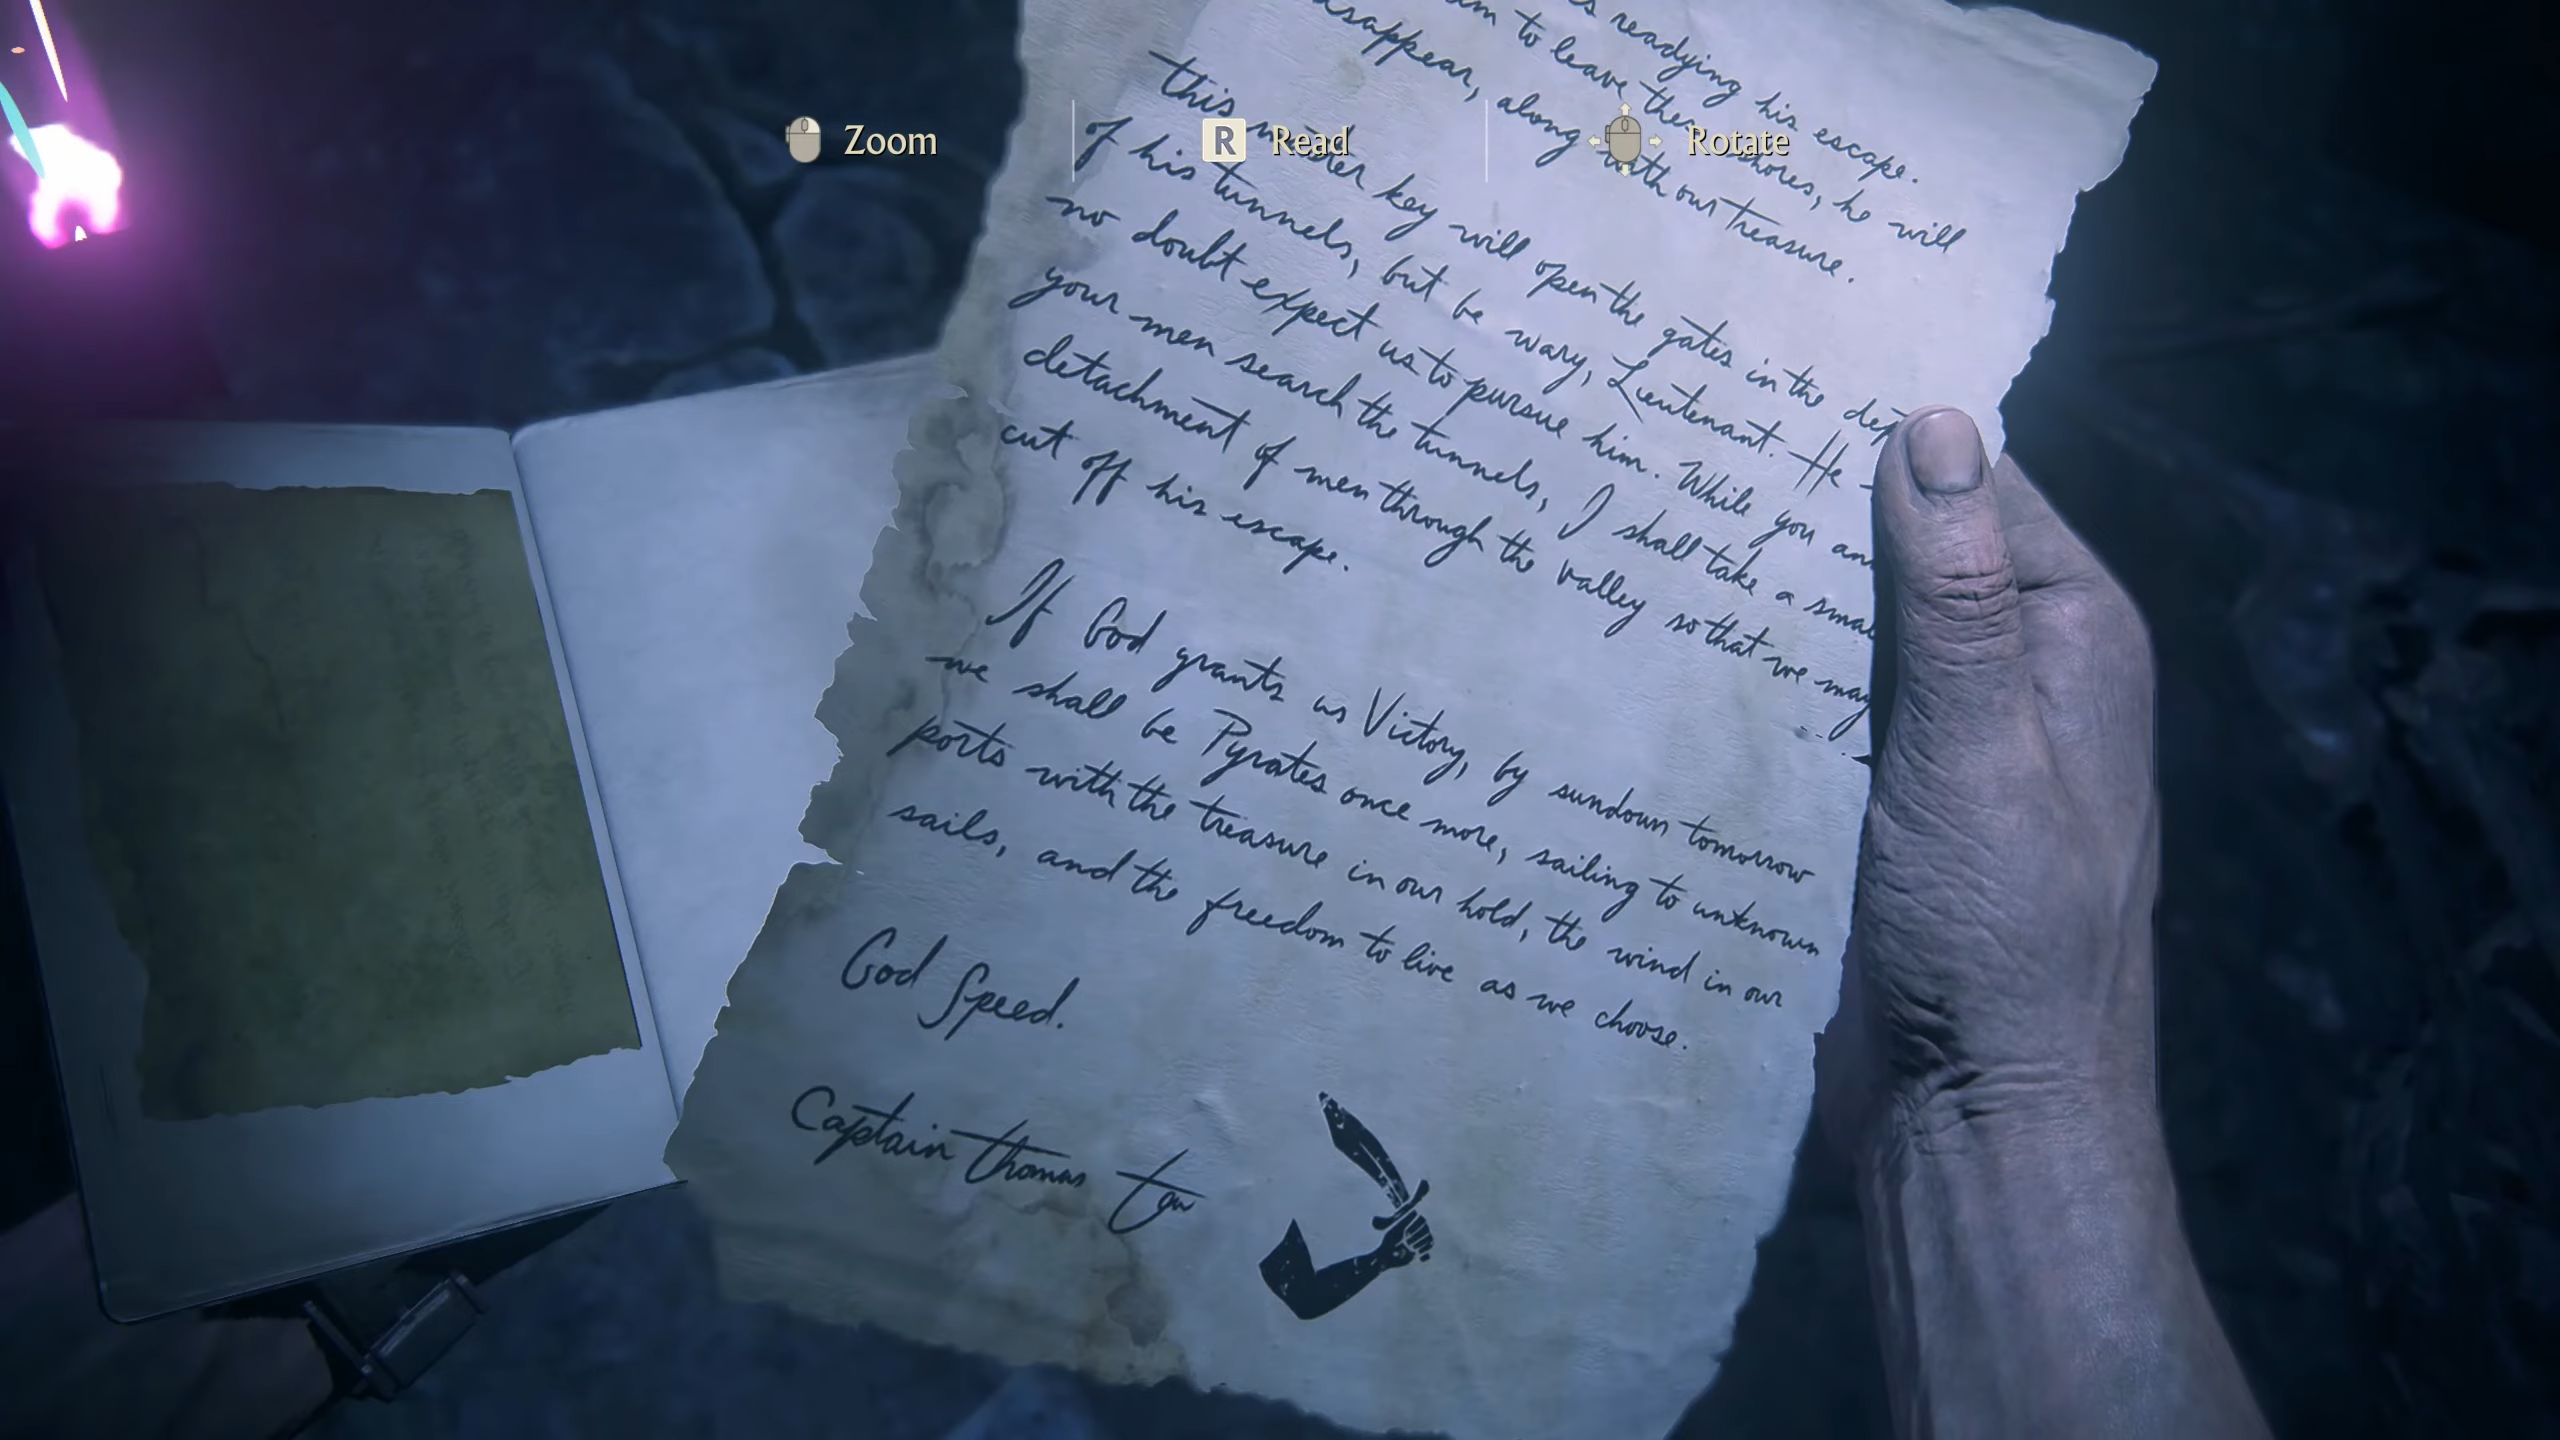 Zoom
R Read
Rotate
readying his escape.
to leave these shores, he will
disappear, along with our treasure.
this master key will open the gates in the
of his tunnels, but be wary, Lieutenant. He
no doubt expect us to pursue him. While you and
your men search the tunnels, I shall take a
detachment of men through the valley so that we may
cut off his escape.
If God grants us Victory, by sundown tomorrow
we shall be Pyrates once more, sailing to unknown
ports with the treasure in our hold, the wind in our
sails, and the freedom to live as we choose.
God Speed.
Captain Thomas Tew